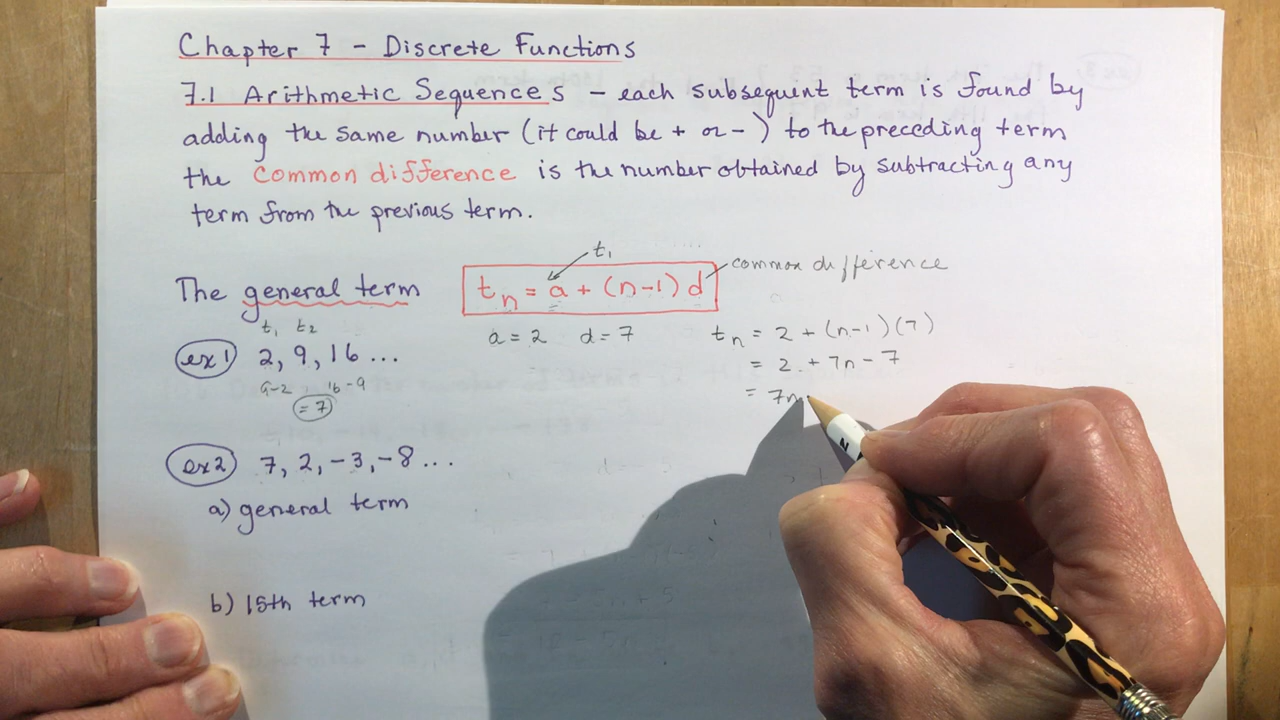 Chapter 7 - Discrete Functions
7.1 Arithmetic Sequences - each subsequent term is found by
adding the same number (it could be + or - ) to the preceding term
the common difference is the number obtained by subtracting any
term from the previous term.
t₁
common difference
The general term tₙ = a + (n-1) d
t₁ t₂
a = 2 d = 7 tₙ = 2 + (n-1)(7)
ex1 2, 9, 16 ...
= 2 + 7n - 7
9-2 16-9
= 7
= 7n
ex2 7, 2, -3, -8 ...
a) general term
b) 15th term